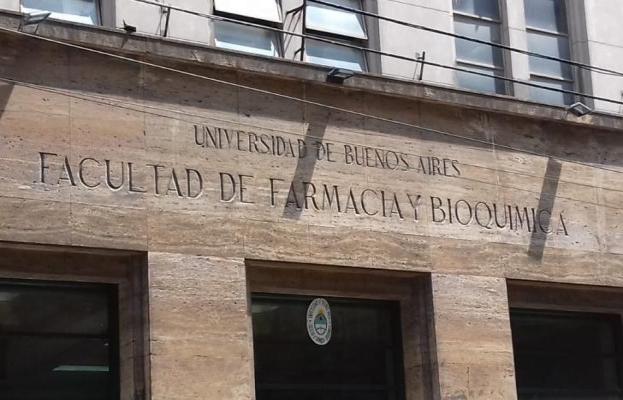 UNIVERSIDAD DE BUENOS AIRES
FACULTAD DE FARMACIA Y BIOQUIMICA